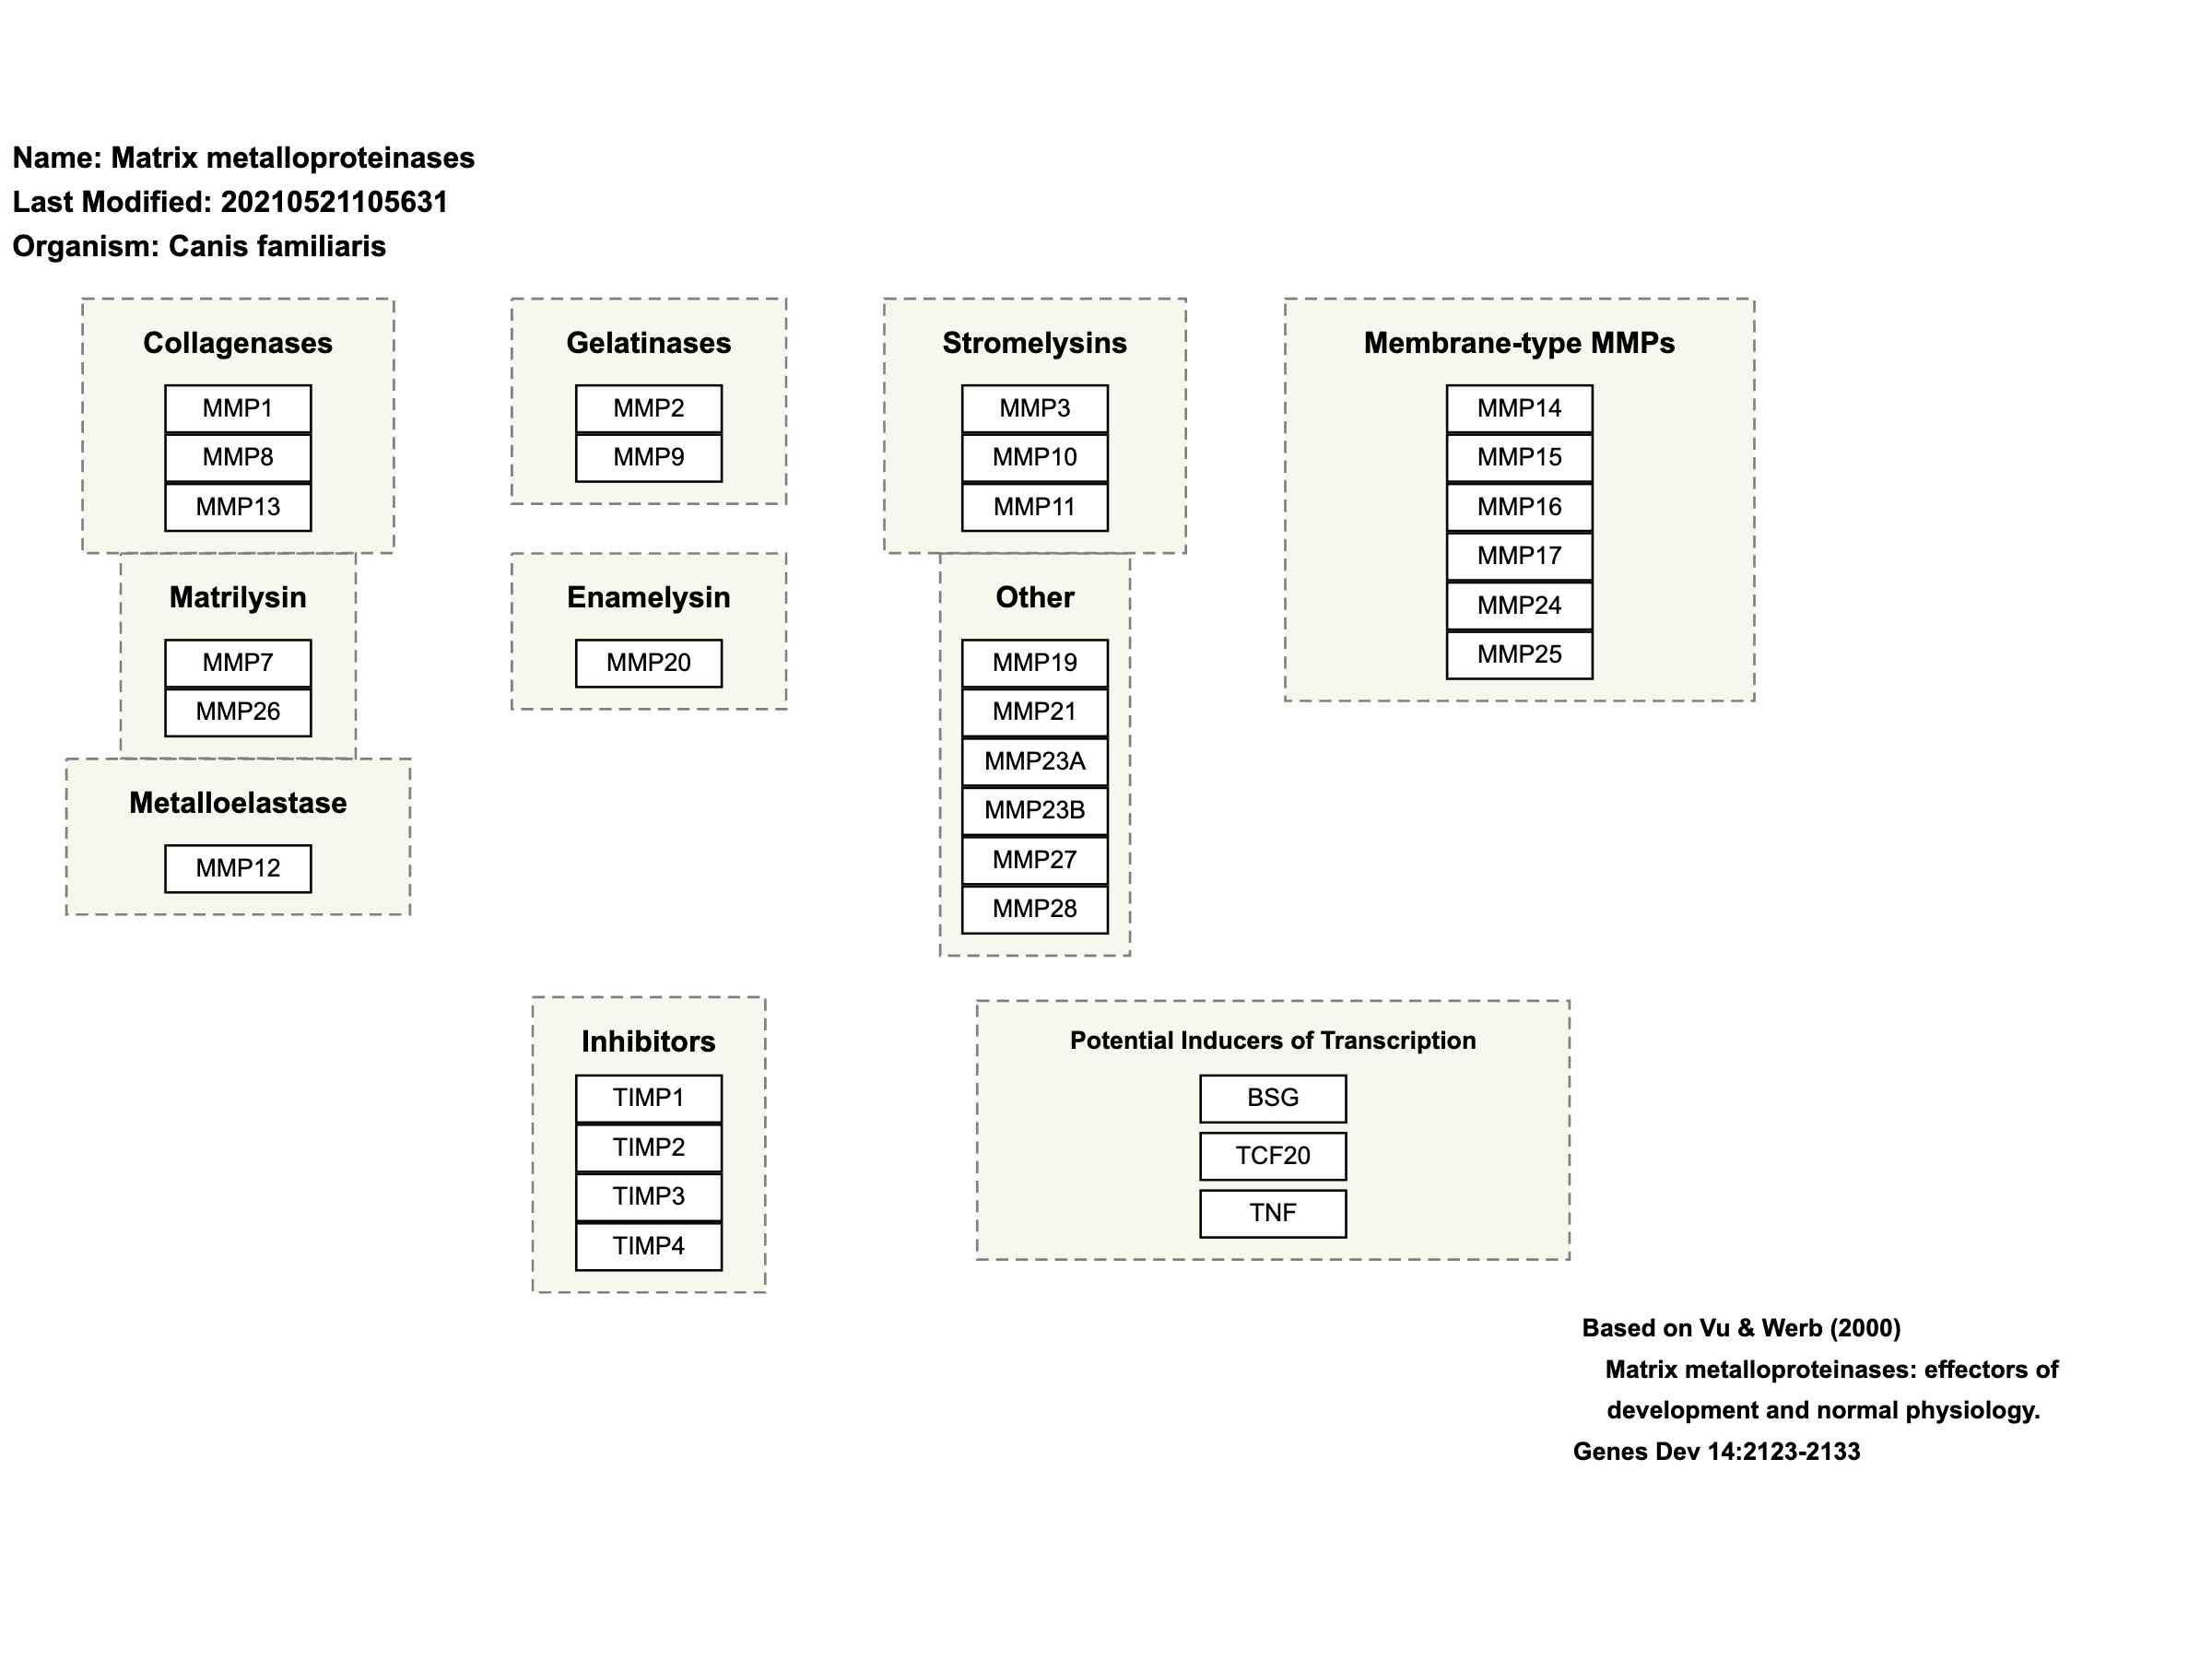 Name: Matrix metalloproteinases
Last Modified: 20210521105631
Organism: Canis familiaris
Collagenases
MMP1
MMP8
MMP13
Matrilysin
MMP7
MMP26
Metalloelastase
MMP12
Gelatinases
MMP2
MMP9
Enamelysin
MMP20
Stromelysins
MMP3
MMP10
MMP11
Other
MMP19
MMP21
MMP23A
MMP23B
MMP27
MMP28
Membrane-type MMPs
MMP14
MMP15
MMP16
MMP17
MMP24
MMP25
Inhibitors
TIMP1
TIMP2
TIMP3
TIMP4
Potential Inducers of Transcription
BSG
TCF20
TNF
Based on Vu & Werb (2000)
Matrix metalloproteinases: effectors of
development and normal physiology.
Genes Dev 14:2123-2133